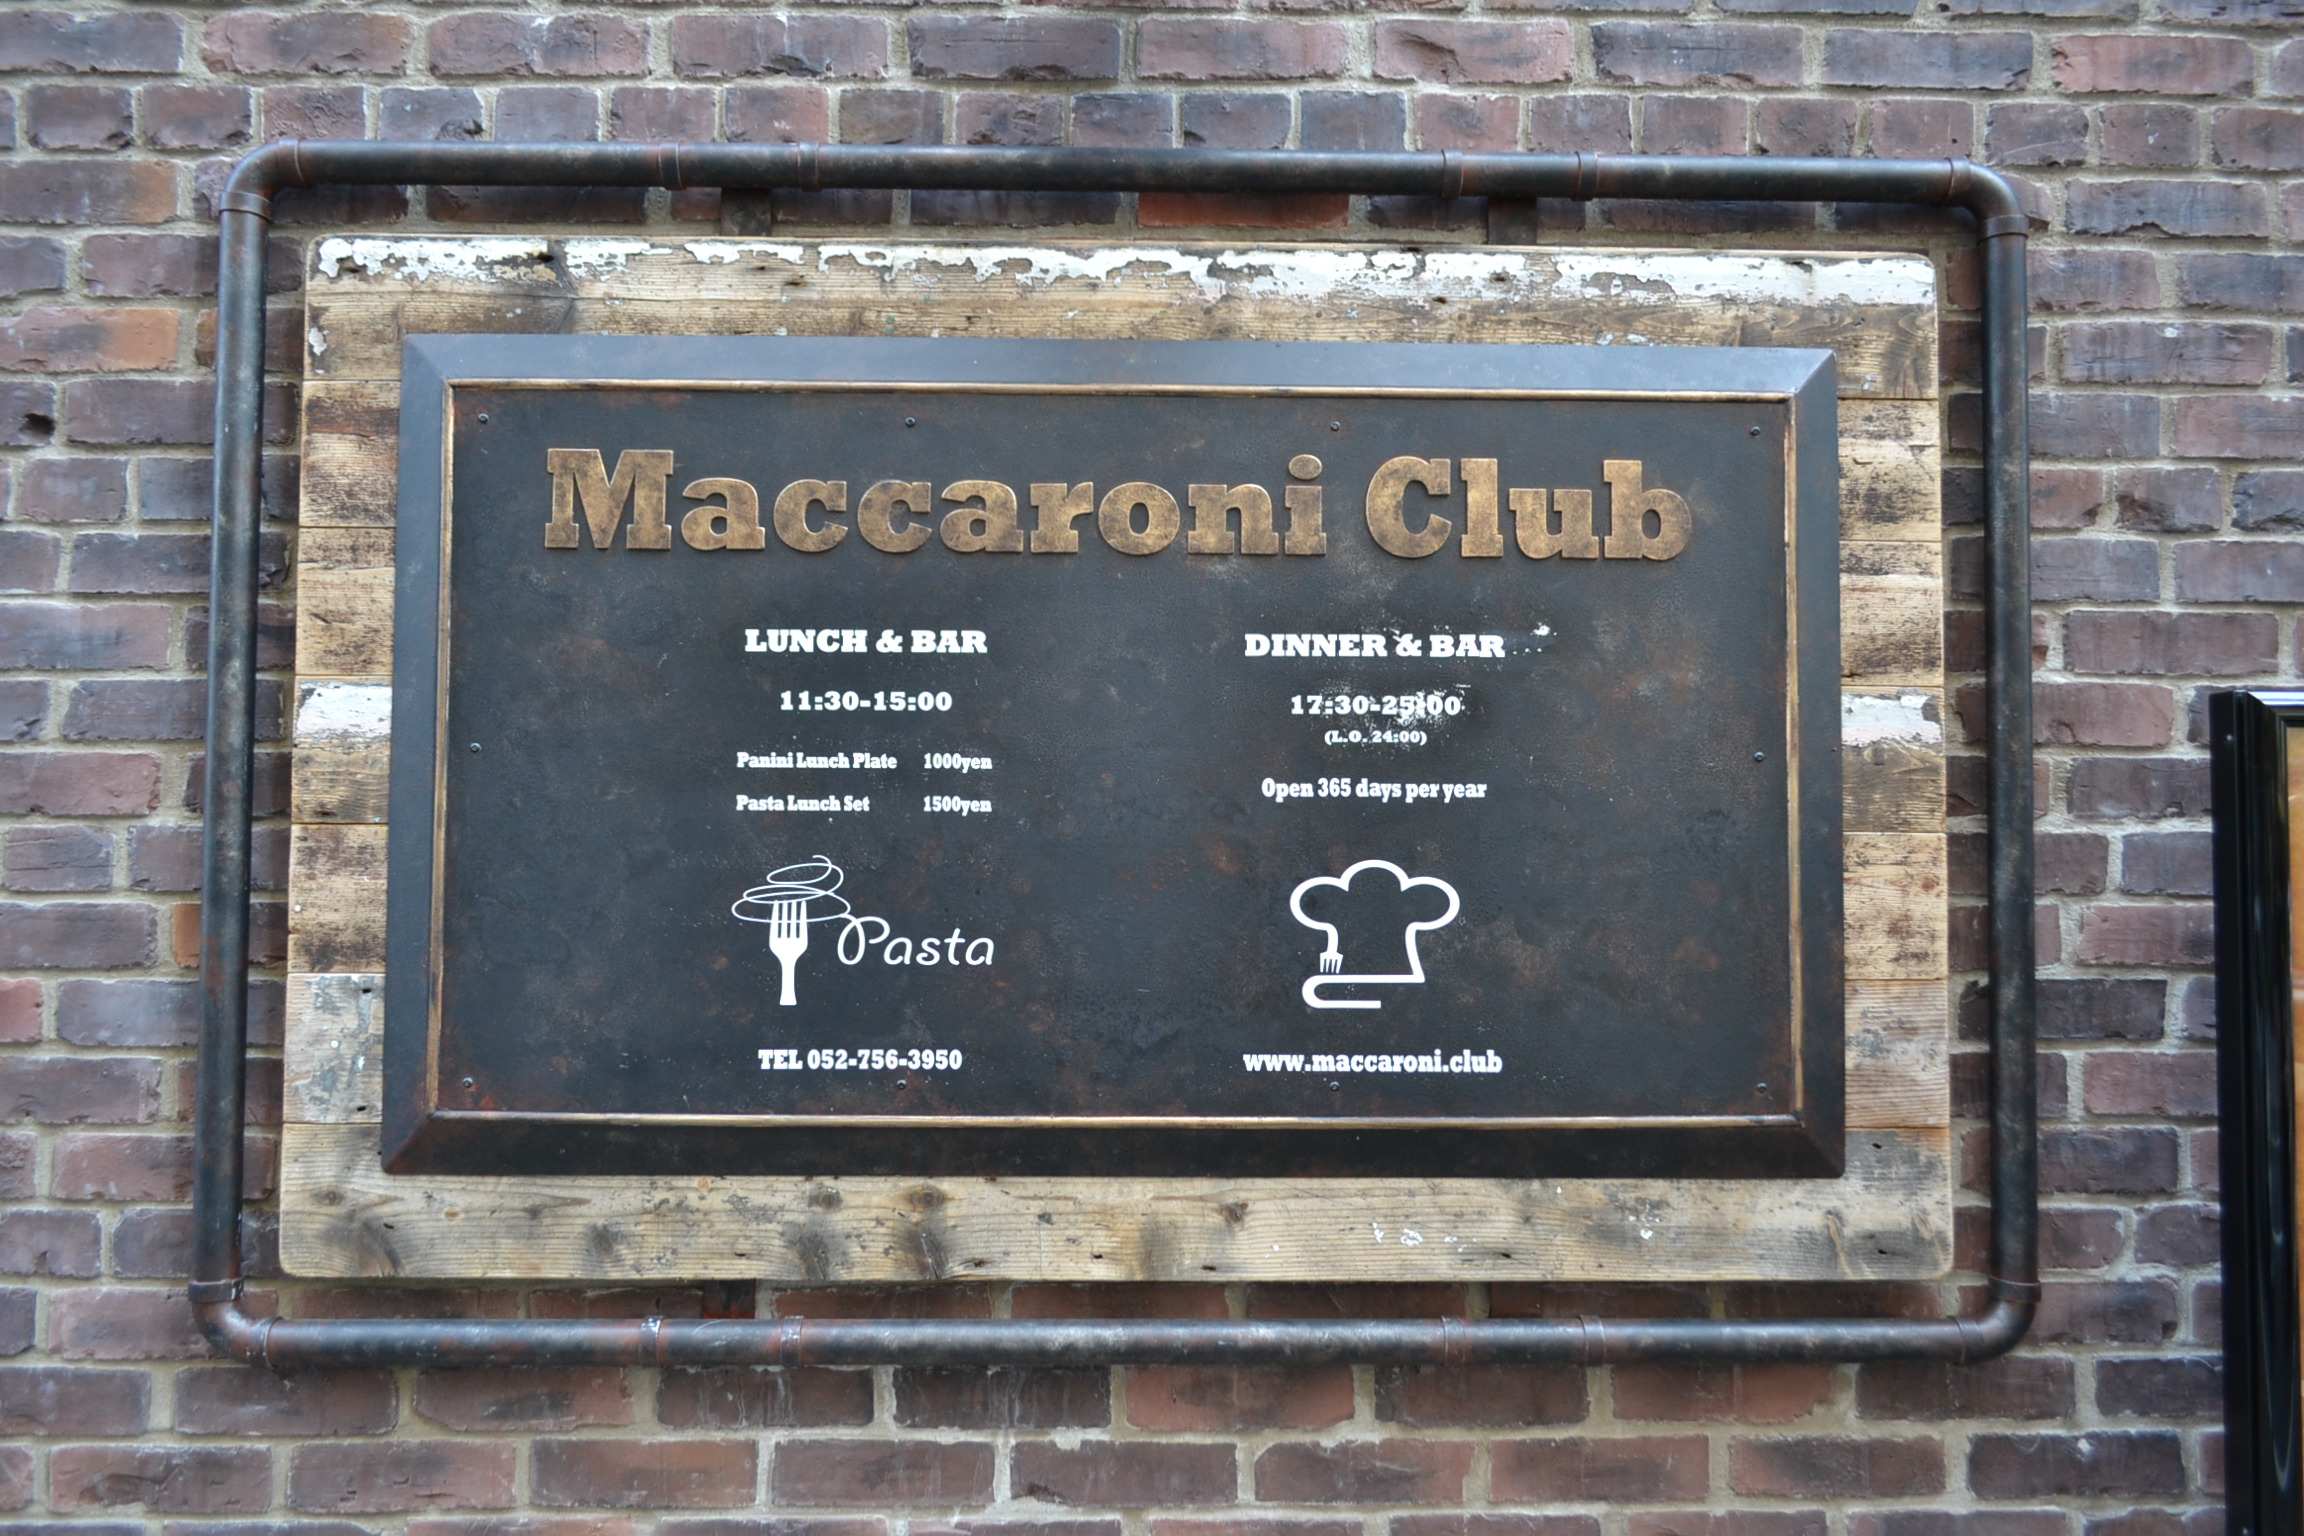 Maccaroni Club
LUNCH & BAR
11:30-15:00
Panini Lunch Plate 1000yen
Pasta Lunch Set 1500yen
Pasta
TEL 052-756-3950
DINNER & BAR
17:30-25:00
(L.O. 24:00)
Open 365 days per year
www.maccaroni.club